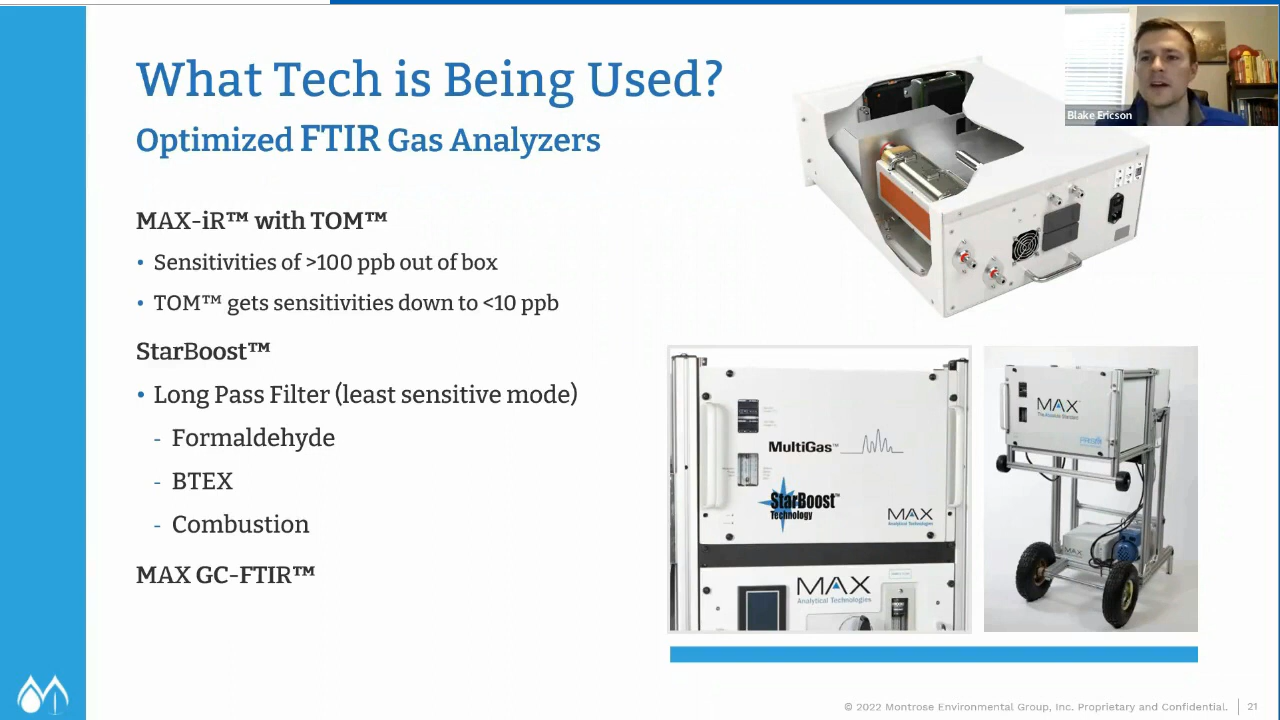 What Tech is Being Used?
Optimized FTIR Gas Analyzers
MAX-iR™ with TOM™
• Sensitivities of >100 ppb out of box
• TOM™ gets sensitivities down to <10 ppb
StarBoost™
• Long Pass Filter (least sensitive mode)
- Formaldehyde
- BTEX
- Combustion
MAX GC-FTIR™
Blake Ericson
MultiGas™
StarBoost™
Technology
MAX
Analytical Technologies
MAX
Analytical Technologies
MAX™
MAX
© 2022 Montrose Environmental Group, Inc. Proprietary and Confidential.
21